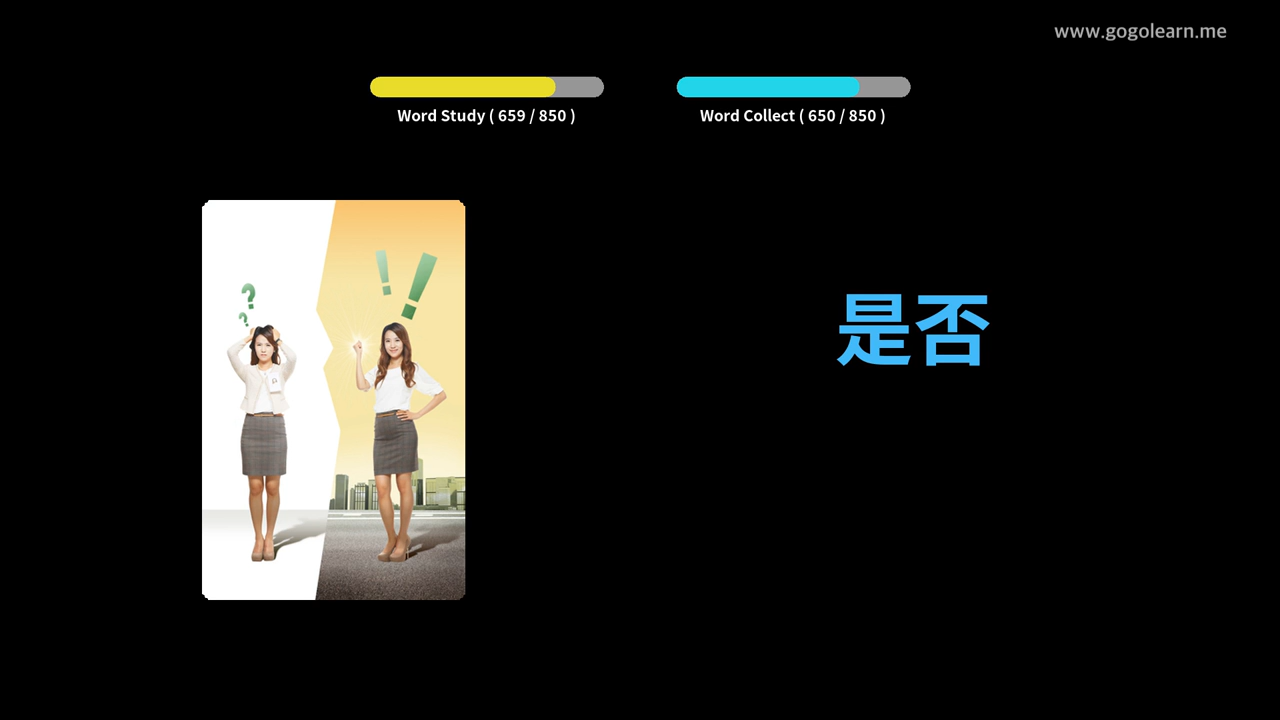 www.gogolearn.me
Word Study ( 659 / 850 )
Word Collect ( 650 / 850 )
? ?
! !
是否